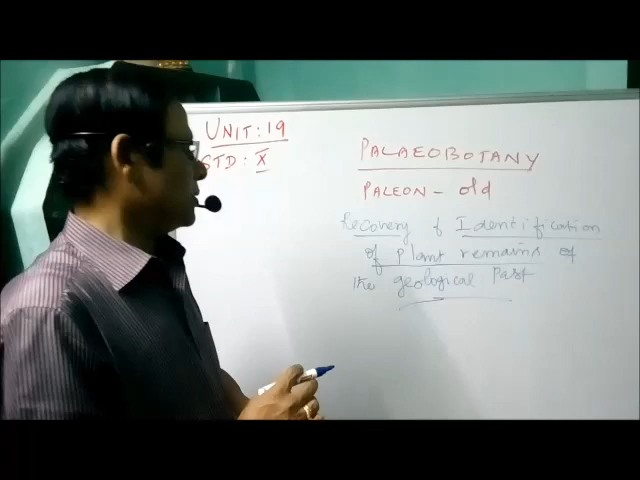 UNIT: 19
STD: X
PALAEOBOTANY
PALEON - old
Recovery & Identification
of plant remains of
the geological Past